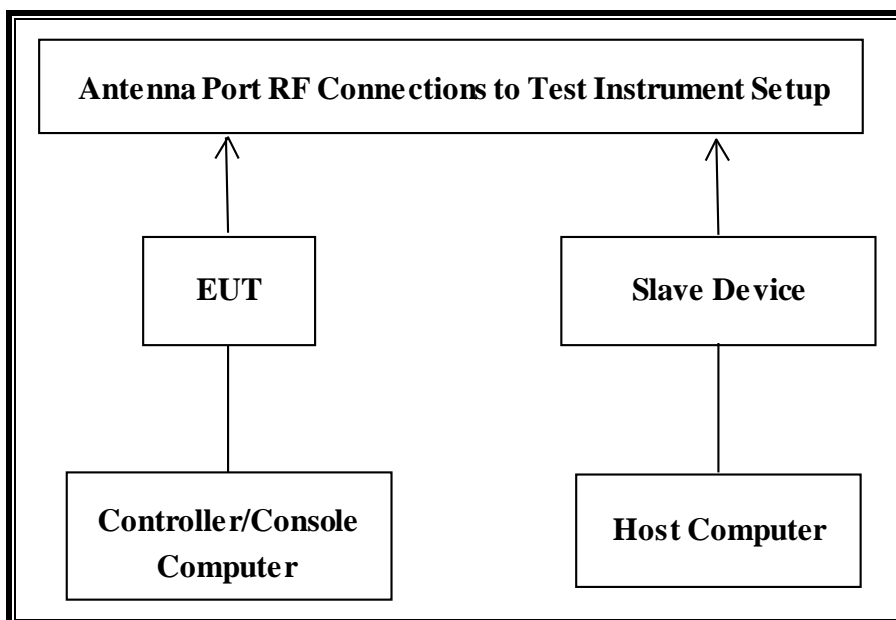 Antenna Port RF Connections to Test Instrument Setup
EUT
Slave Device
Controller/Console
Computer
Host Computer